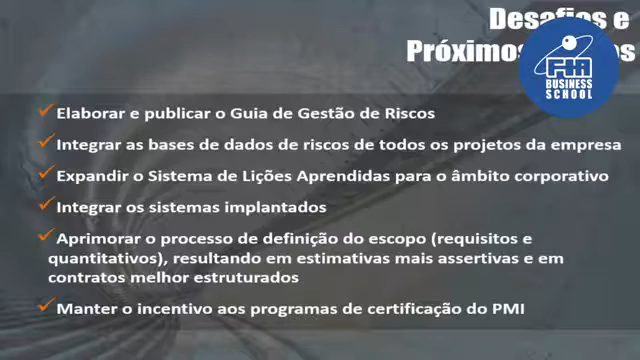 Desafios e
Próximos
FIA
BUSINESS
SCHOOL
Elaborar e publicar o Guia de Gestão de Riscos
Integrar as bases de dados de riscos de todos os projetos da empresa
Expandir o Sistema de Lições Aprendidas para o âmbito corporativo
Integrar os sistemas implantados
Aprimorar o processo de definição do escopo (requisitos e
quantitativos), resultando em estimativas mais assertivas e em
contratos melhor estruturados
Manter o incentivo aos programas de certificação do PMI